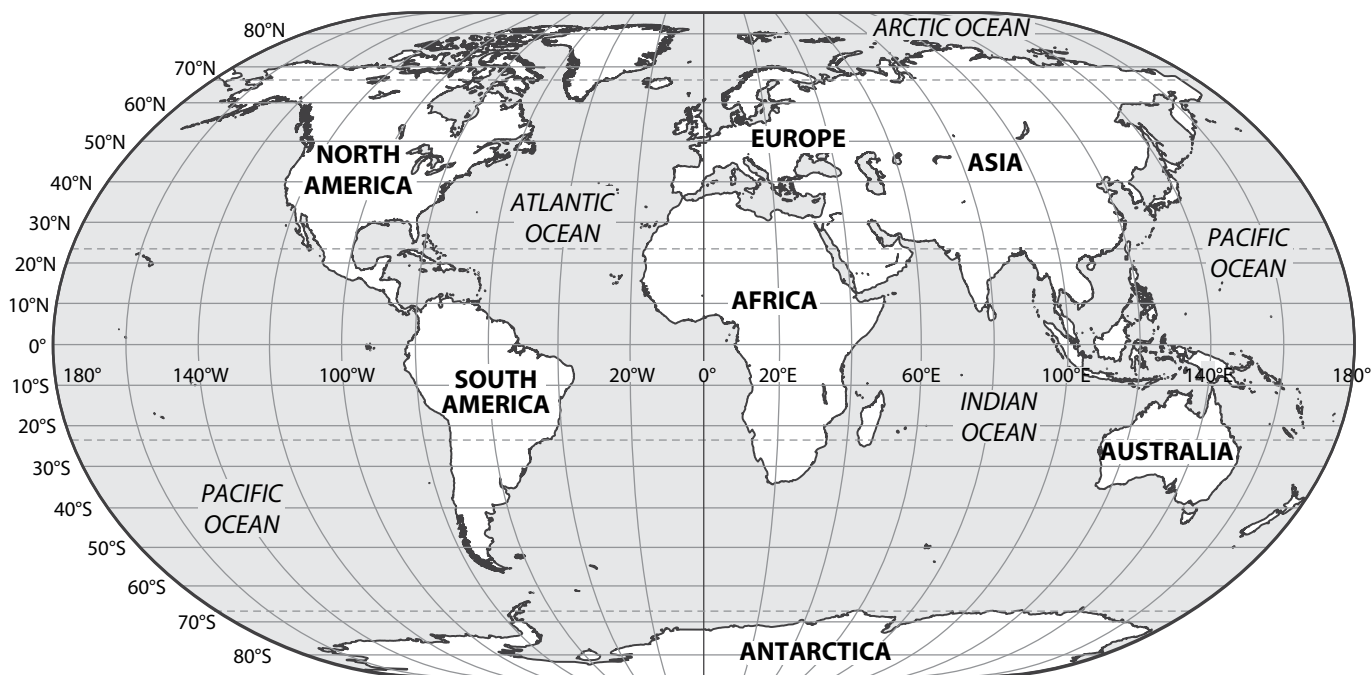 ARCTIC OCEAN
80°N
70°N
60°N
50°N
40°N
30°N
20°N
10°N
0°
10°S
20°S
30°S
40°S
50°S
60°S
70°S
80°S
NORTH
AMERICA
EUROPE
ASIA
ATLANTIC
OCEAN
PACIFIC
OCEAN
AFRICA
180°
140°W
100°W
20°W
0°
20°E
60°E
100°E
140°E
180°
SOUTH
AMERICA
INDIAN
OCEAN
AUSTRALIA
PACIFIC
OCEAN
ANTARCTICA